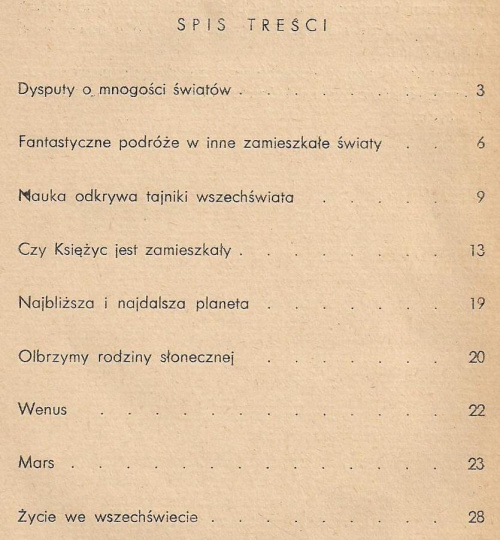 SPIS TREŚCI
Dysputy o mnogości światów . . . . . . . . 3
Fantastyczne podróże w inne zamieszkałe światy . . 6
Nauka odkrywa tajniki wszechświata . . . . . 9
Czy Księżyc jest zamieszkały . . . . . . . . 13
Najbliższa i najdalsza planeta . . . . . . . 19
Olbrzymy rodziny słonecznej . . . . . . . 20
Wenus . . . . . . . . . . . . . 22
Mars . . . . . . . . . . . . . . 23
Życie we wszechświecie . . . . . . . . . 28